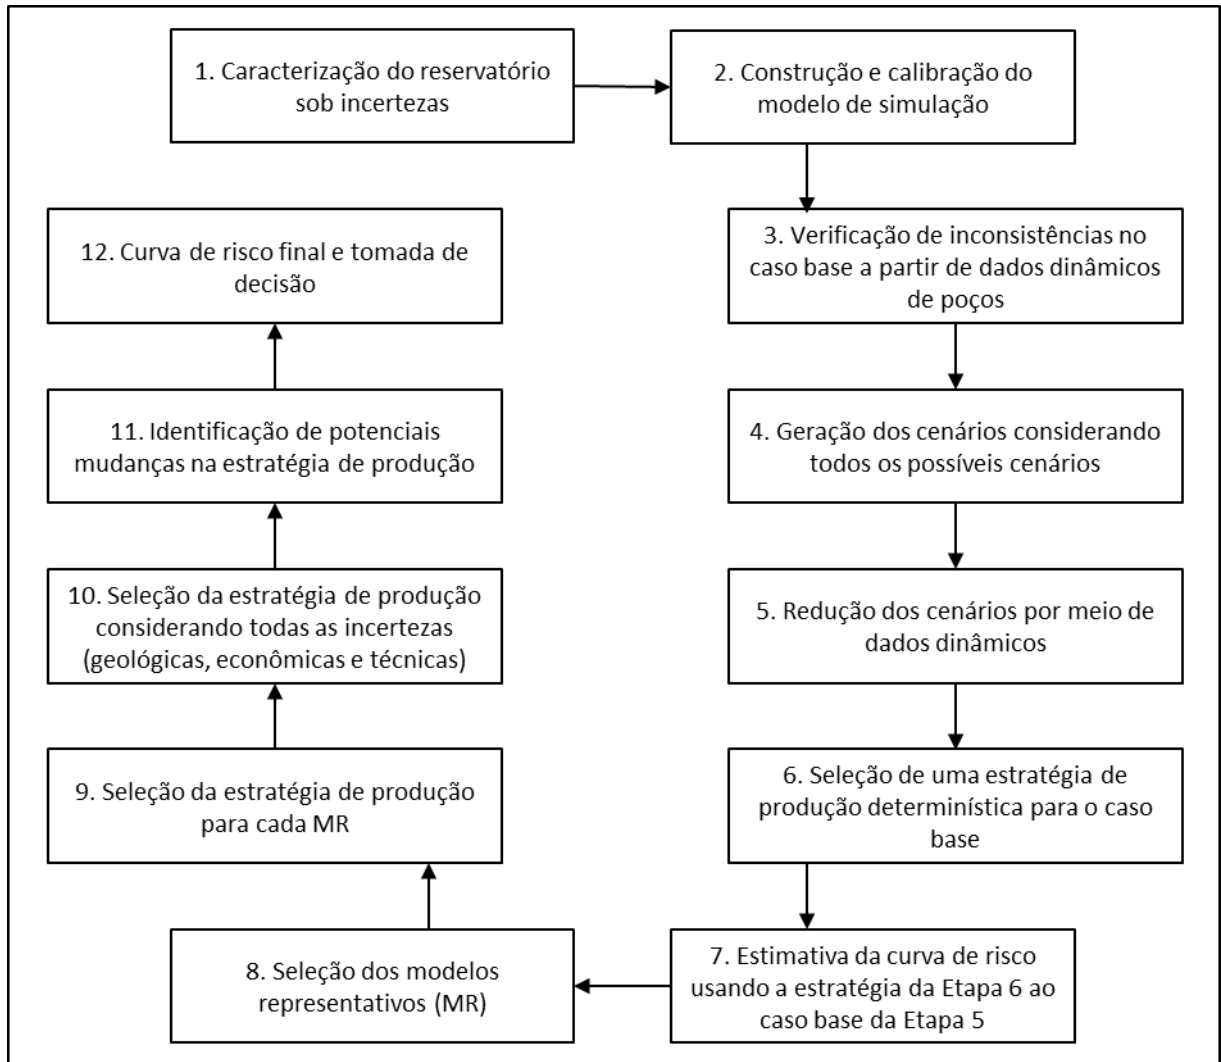 1. Caracterização do reservatório
sob incertezas
2. Construção e calibração do
modelo de simulação
3. Verificação de inconsistências no
caso base a partir de dados dinâmicos
de poços
4. Geração dos cenários considerando
todos os possíveis cenários
5. Redução dos cenários por meio de
dados dinâmicos
6. Seleção de uma estratégia de
produção determinística para o caso
base
7. Estimativa da curva de risco
usando a estratégia da Etapa 6 ao
caso base da Etapa 5
8. Seleção dos modelos
representativos (MR)
9. Seleção da estratégia de produção
para cada MR
10. Seleção da estratégia de produção
considerando todas as incertezas
(geológicas, econômicas e técnicas)
11. Identificação de potenciais
mudanças na estratégia de produção
12. Curva de risco final e tomada de
decisão